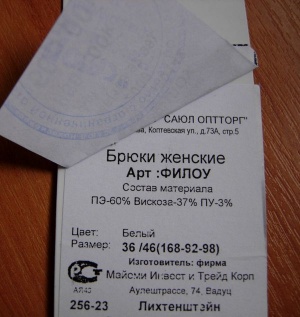 САЮЛ ОПТТОРГ"
ва, Коптевская ул., д.73А, стр.5
Брюки женские
Арт :ФИЛОУ
Состав материала
ПЭ-60% Вискоза-37% ПУ-3%
Цвет: Белый
Размер: 36 /46(168-92-98)
Изготовитель: фирма
Майсми Инвест и Трейд Корп
Аулештрассе, 74, Вадуц
256-23 Лихтенштейн